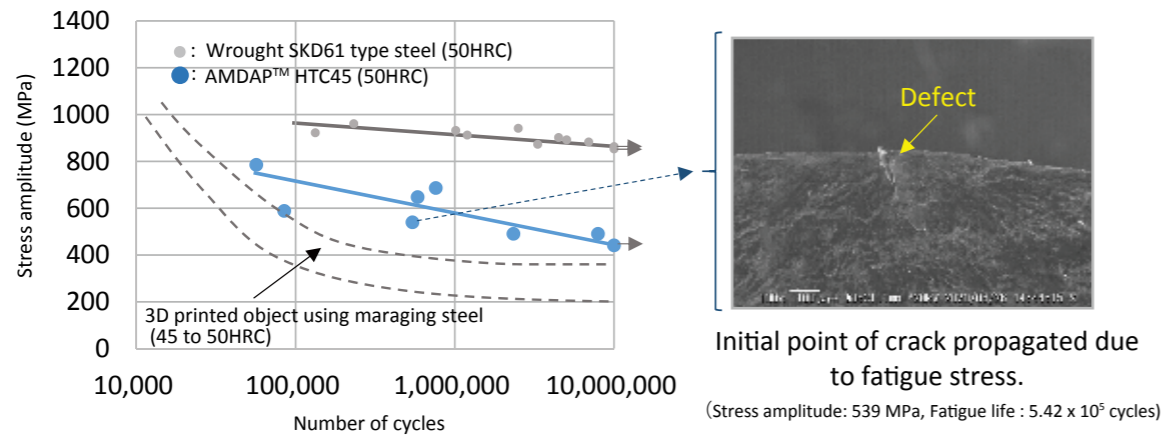 1400
1200
1000
800
600
400
200
0
Stress amplitude (MPa)
: Wrought SKD61 type steel (50HRC)
: AMDAP™ HTC45 (50HRC)
3D printed object using maraging steel
(45 to 50HRC)
10,000 100,000 1,000,000 10,000,000
Number of cycles
Defect
Initial point of crack propagated due
to fatigue stress.
(Stress amplitude: 539 MPa, Fatigue life : 5.42 x 10⁵ cycles)